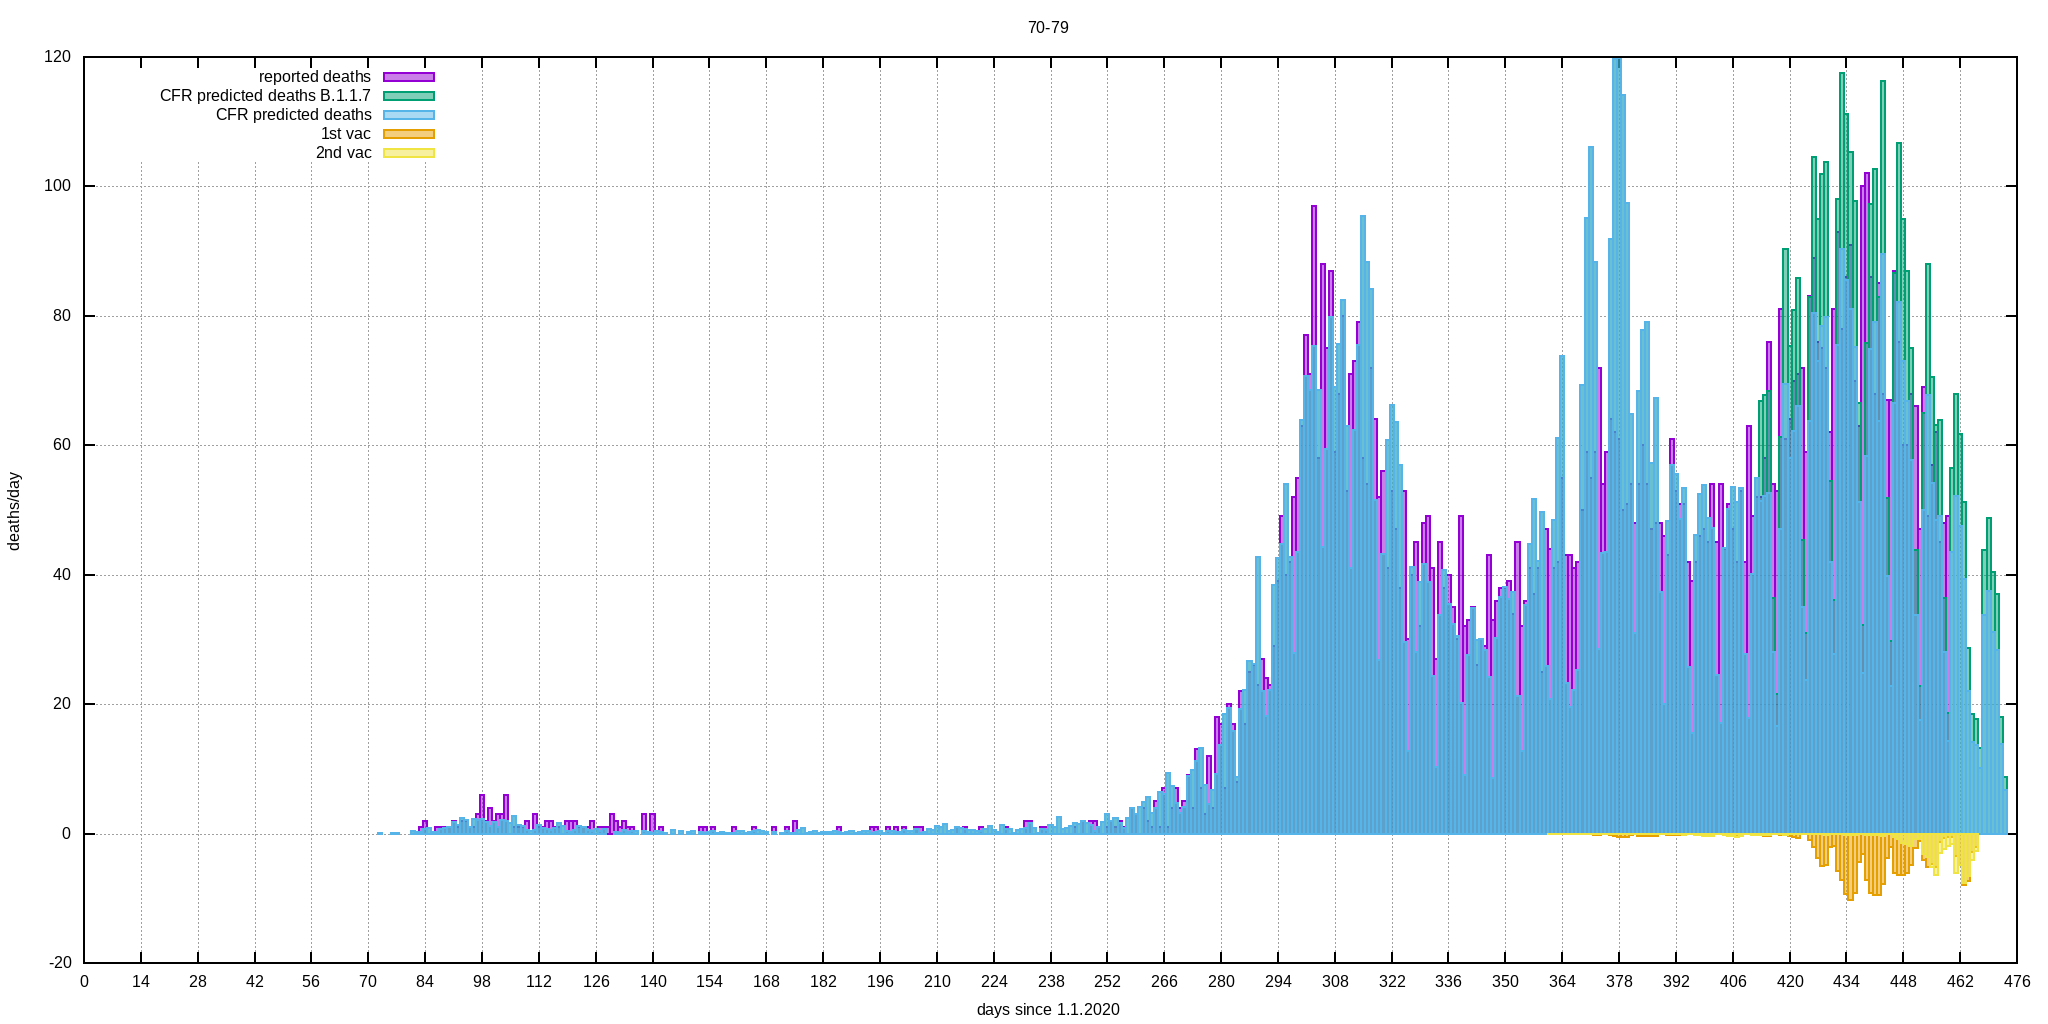 70-79
120
100
80
60
40
20
0
-20
reported deaths
CFR predicted deaths B.1.1.7
CFR predicted deaths
1st vac
2nd vac
deaths/day
0 14 28 42 56 70 84 98 112 126 140 154 168 182 196 210 224 238 252 266 280 294 308 322 336 350 364 378 392 406 420 434 448 462 476
days since 1.1.2020